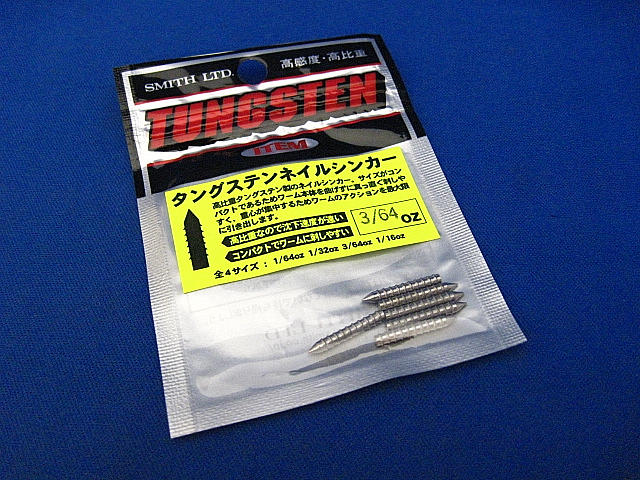 SMITH LTD.
高感度・高比重
TUNGSTEN
ITEM
タングステンネイルシンカー
高比重タングステン製のネイルシンカー。サイズがコン
パクトであるためワーム本体を曲げずに真っ直ぐ刺しや
すく、重心が集中するためワームのアクションを最大限
に引き出します。
高比重なので沈下速度が速い
コンパクトでワームに刺しやすい
3/64 OZ
全4サイズ : 1/64oz 1/32oz 3/64oz 1/16oz